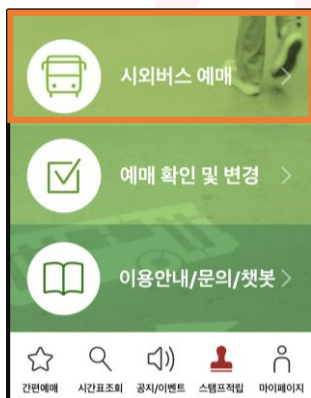 시외버스 예매
예매 확인 및 변경
이용안내/문의/챗봇
간편예매 시간표조회 공지/이벤트 스탬프적립 마이페이지